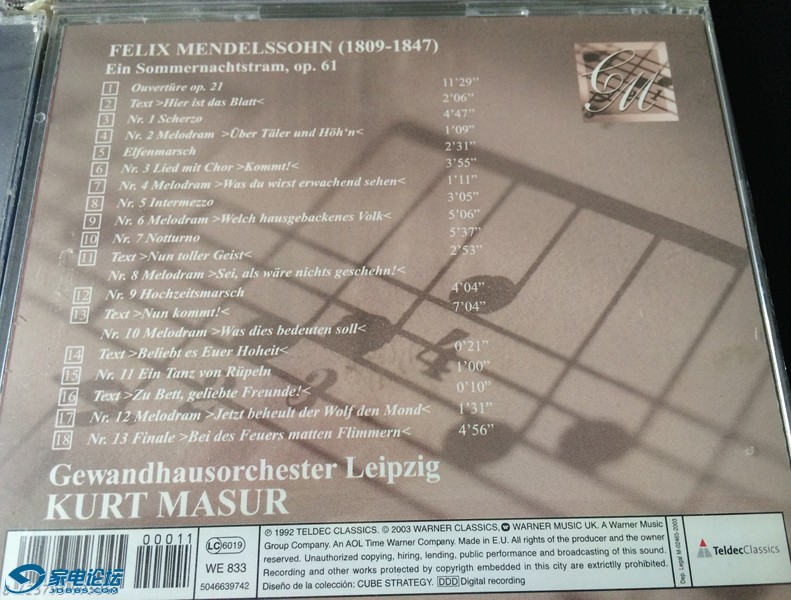 FELIX MENDELSSOHN (1809-1847)
Ein Sommernachtstram, op. 61
1 Ouvertüre op. 21 11'29"
2 Text >Hier ist das Blatt< 2'06"
3 Nr. 1 Scherzo 4'47"
4 Nr. 2 Melodram >Über Täler und Höh'n< 1'09"
5 Elfenmarsch 2'31"
6 Nr. 3 Lied mit Chor >Kommt!< 3'55"
7 Nr. 4 Melodram >Was du wirst erwachend sehen< 1'11"
8 Nr. 5 Intermezzo 3'05"
9 Nr. 6 Melodram >Welch hausgebackenes Volk< 5'06"
10 Nr. 7 Notturno 5'37"
11 Text >Nun toller Geist< 2'53"
Nr. 8 Melodram >Sei, als wäre nichts geschehn!<
12 Nr. 9 Hochzeitsmarsch 4'04"
13 Text >Nun kommt!< 7'04"
Nr. 10 Melodram >Was dies bedeuten soll<
14 Text >Beliebt es Euer Hoheit< 0'21"
15 Nr. 11 Ein Tanz von Rüpeln 1'00"
16 Text >Zu Bett, geliebte Freunde!< 0'10"
17 Nr. 12 Melodram >Jetzt beheult der Wolf den Mond< 1'31"
18 Nr. 13 Finale >Bei des Feuers matten Flimmern< 4'56"
CM
Gewandhausorchester Leipzig
KURT MASUR
00011
LC 6019
WE 833
5046639742
℗ 1992 TELDEC CLASSICS. © 2003 WARNER CLASSICS, WARNER MUSIC UK. A Warner Music
Group Company. An AOL Time Warner Company. Made in E.U. All rights of the producer and the owner
reserved. Unauthorized copying, hiring, lending, public performance and broadcasting of this sound.
Recording and other works protected by copyrigth embedded in this city are extrictlly prohibited.
Diseño de la colección: CUBE STRATEGY. DDD Digital recording
Dep. Legal M-02465-2003
TeldecClassics
家电论坛
JDBBS.COM